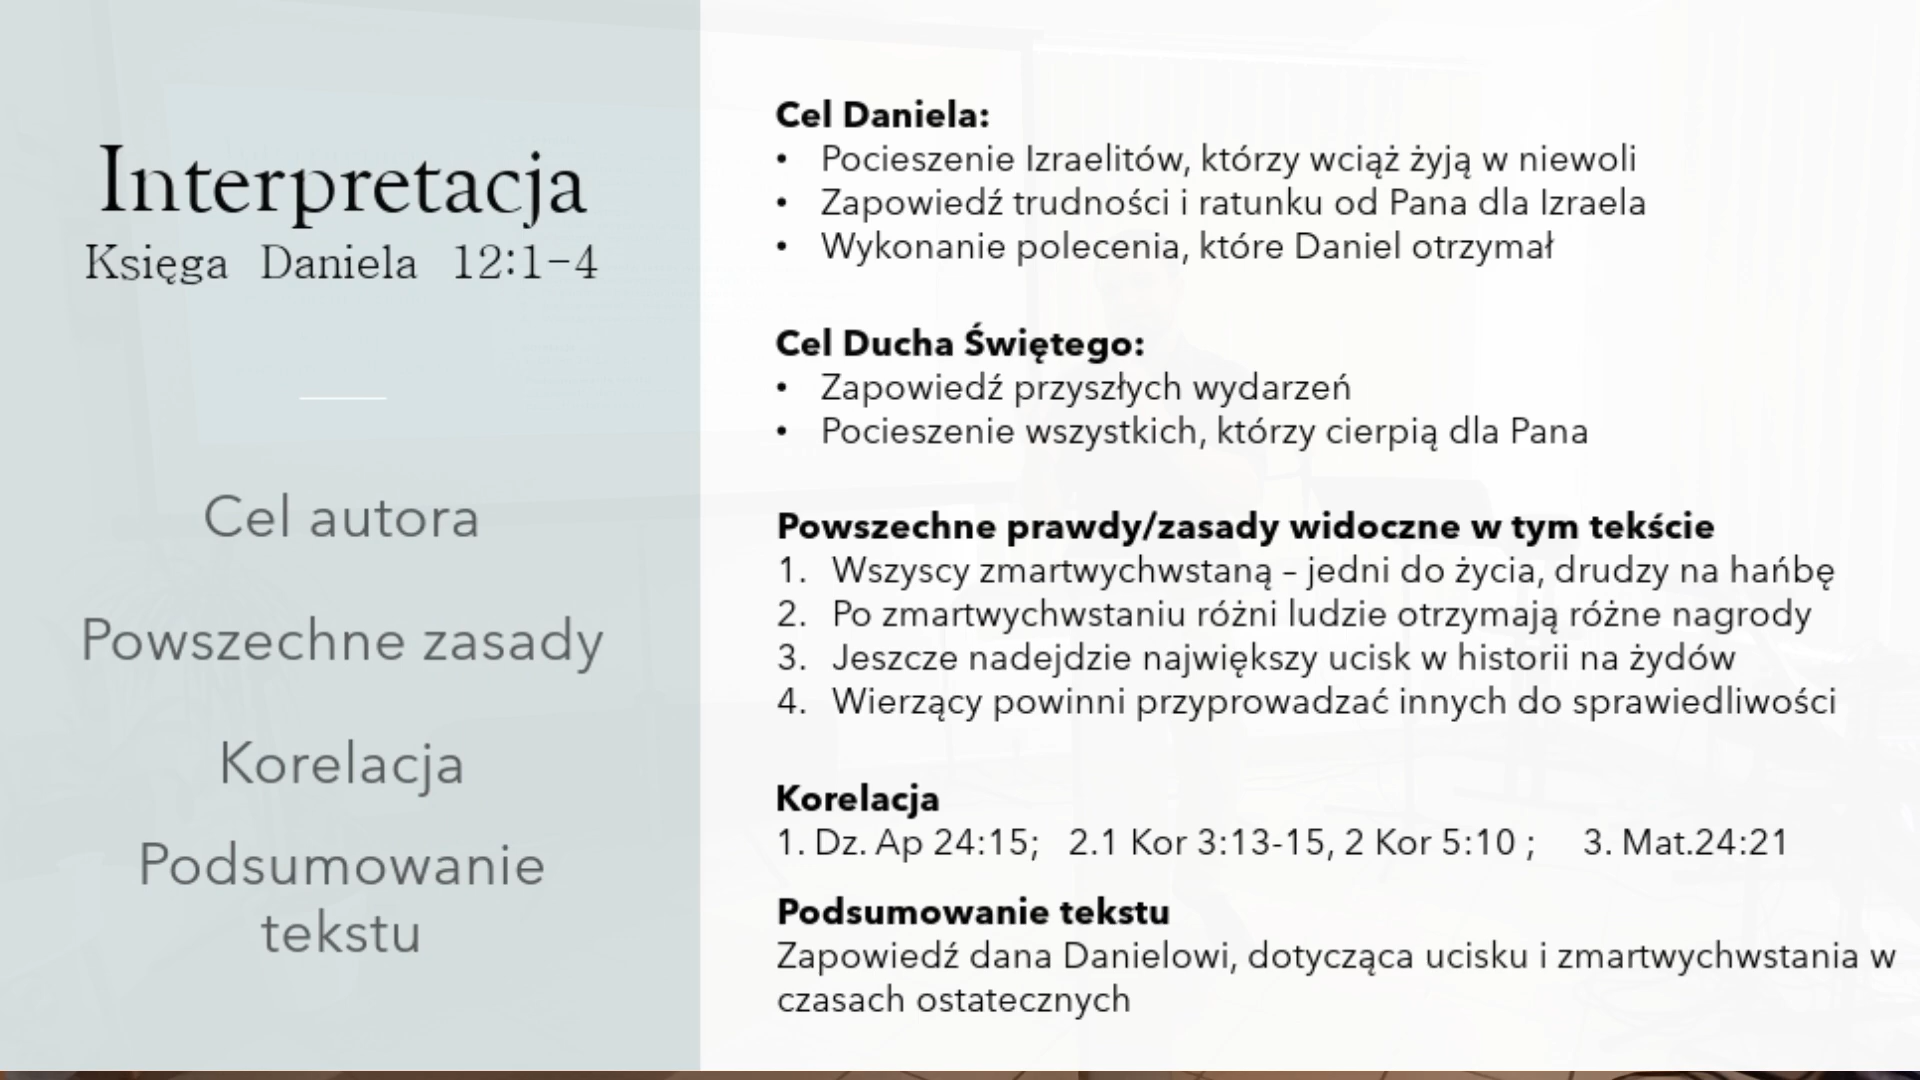 Interpretacja
Księga Daniela 12:1-4
Cel autora
Powszechne zasady
Korelacja
Podsumowanie
tekstu
Cel Daniela:
• Pocieszenie Izraelitów, którzy wciąż żyją w niewoli
• Zapowiedź trudności i ratunku od Pana dla Izraela
• Wykonanie polecenia, które Daniel otrzymał
Cel Ducha Świętego:
• Zapowiedź przyszłych wydarzeń
• Pocieszenie wszystkich, którzy cierpią dla Pana
Powszechne prawdy/zasady widoczne w tym tekście
1. Wszyscy zmartwychwstaną – jedni do życia, drudzy na hańbę
2. Po zmartwychwstaniu różni ludzie otrzymają różne nagrody
3. Jeszcze nadejdzie największy ucisk w historii na żydów
4. Wierzący powinni przyprowadzać innych do sprawiedliwości
Korelacja
1. Dz. Ap 24:15; 2.1 Kor 3:13-15, 2 Kor 5:10 ; 3. Mat.24:21
Podsumowanie tekstu
Zapowiedź dana Danielowi, dotycząca ucisku i zmartwychwstania w
czasach ostatecznych